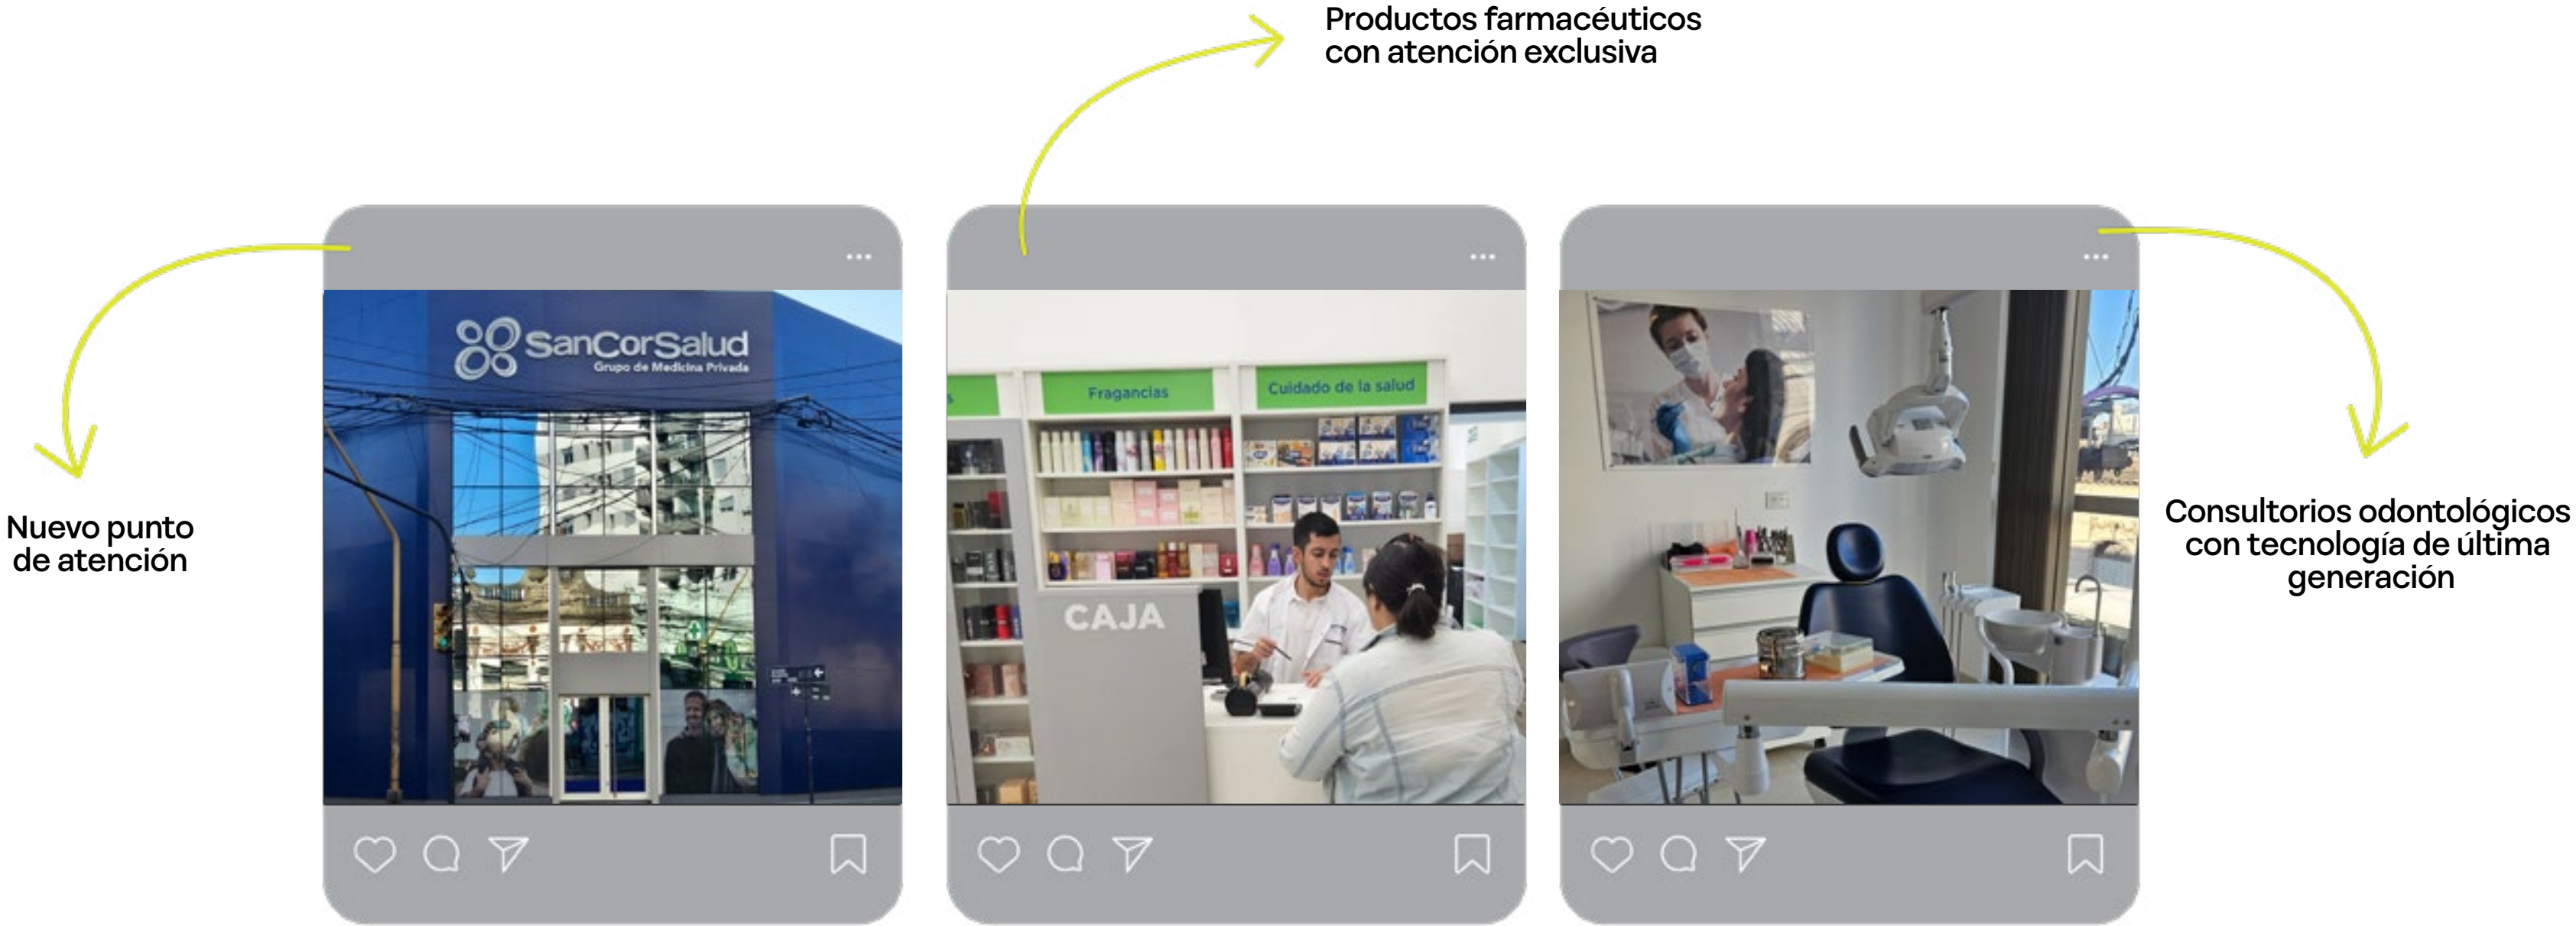 Productos farmacéuticos
con atención exclusiva
Nuevo punto
de atención
SanCorSalud
Grupo de Medicina Privada
Fragancias
Cuidado de la salud
CAJA
Consultorios odontológicos
con tecnología de última
generación